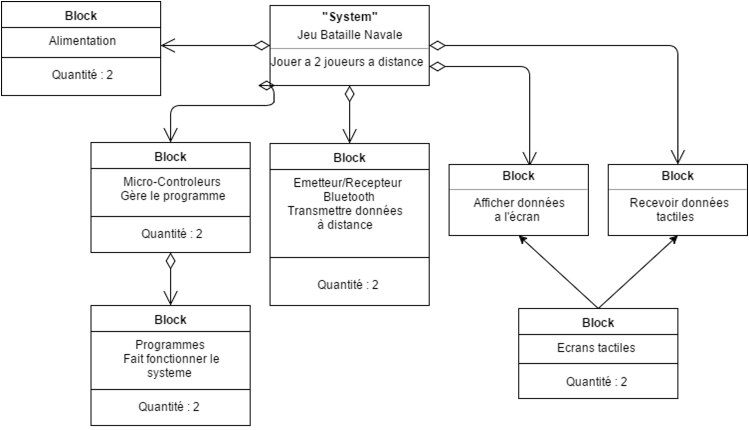 Block
Alimentation
Quantité : 2
"System"
Jeu Bataille Navale
Jouer a 2 joueurs a distance
Block
Micro-Controleurs
Gère le programme
Quantité : 2
Block
Emetteur/Recepteur
Bluetooth
Transmettre données
à distance
Quantité : 2
Block
Afficher données
a l'écran
Block
Recevoir données
tactiles
Block
Programmes
Fait fonctionner le
systeme
Quantité : 2
Block
Ecrans tactiles
Quantité : 2